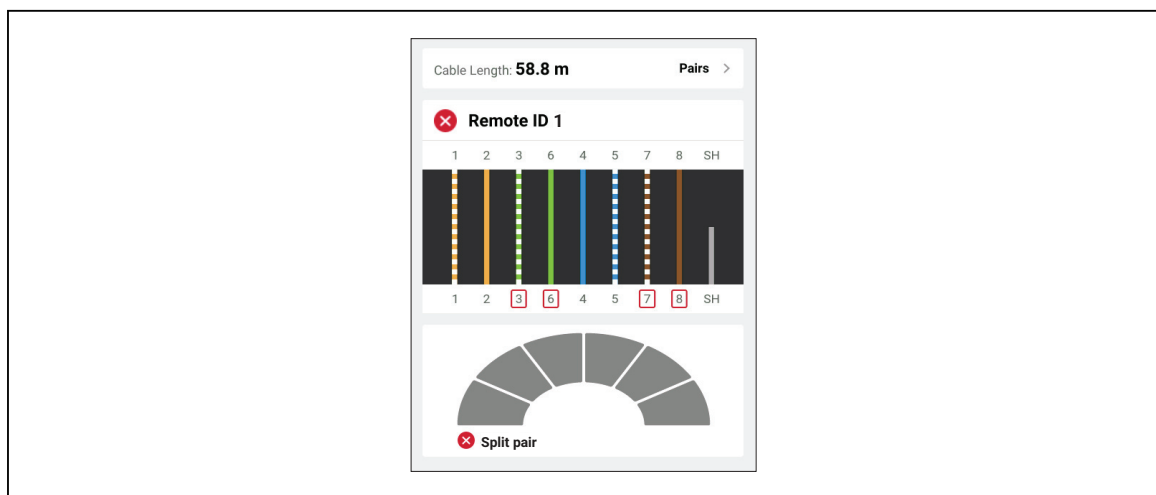 Cable Length: 58.8 m Pairs >
Remote ID 1
1 2 3 6 4 5 7 8 SH
1 2 3 6 4 5 7 8 SH
Split pair